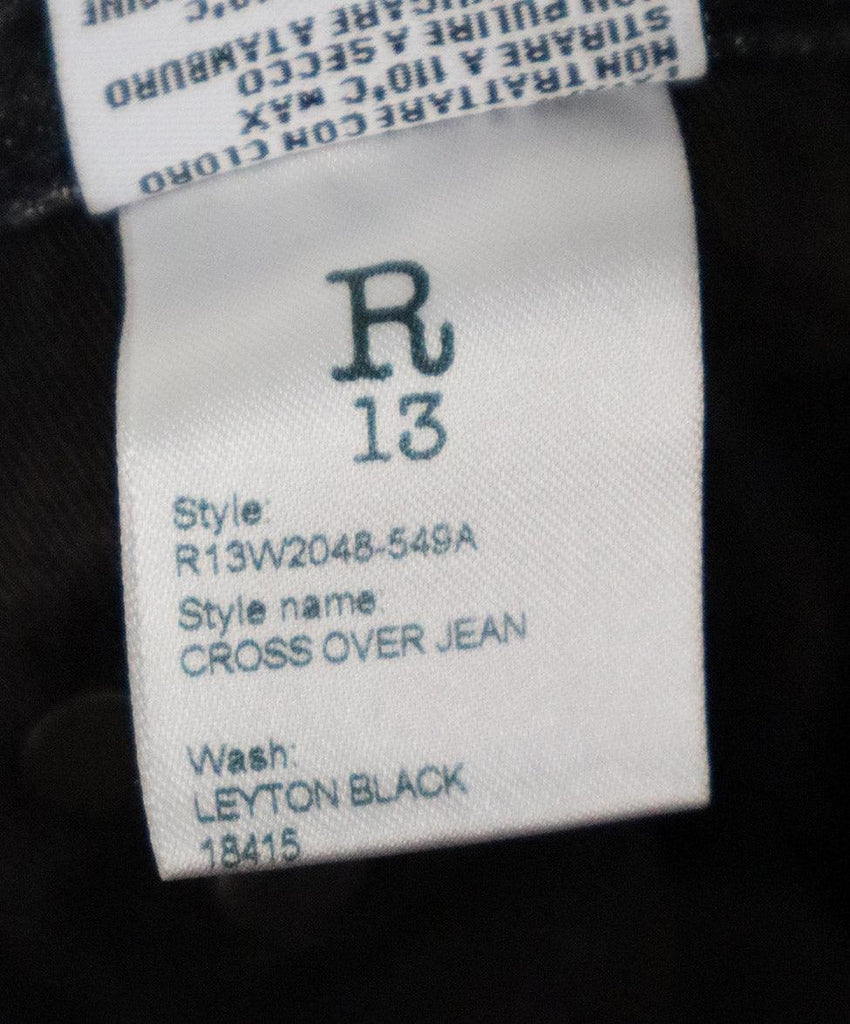 NON TRATTARE CON CLORO
STIRARE A 110°C MAX
PULIRE A SECCO
A TAMBURO
R
13
Style:
R13W2048-549A
Style name:
CROSS OVER JEAN
Wash:
LEYTON BLACK
18415